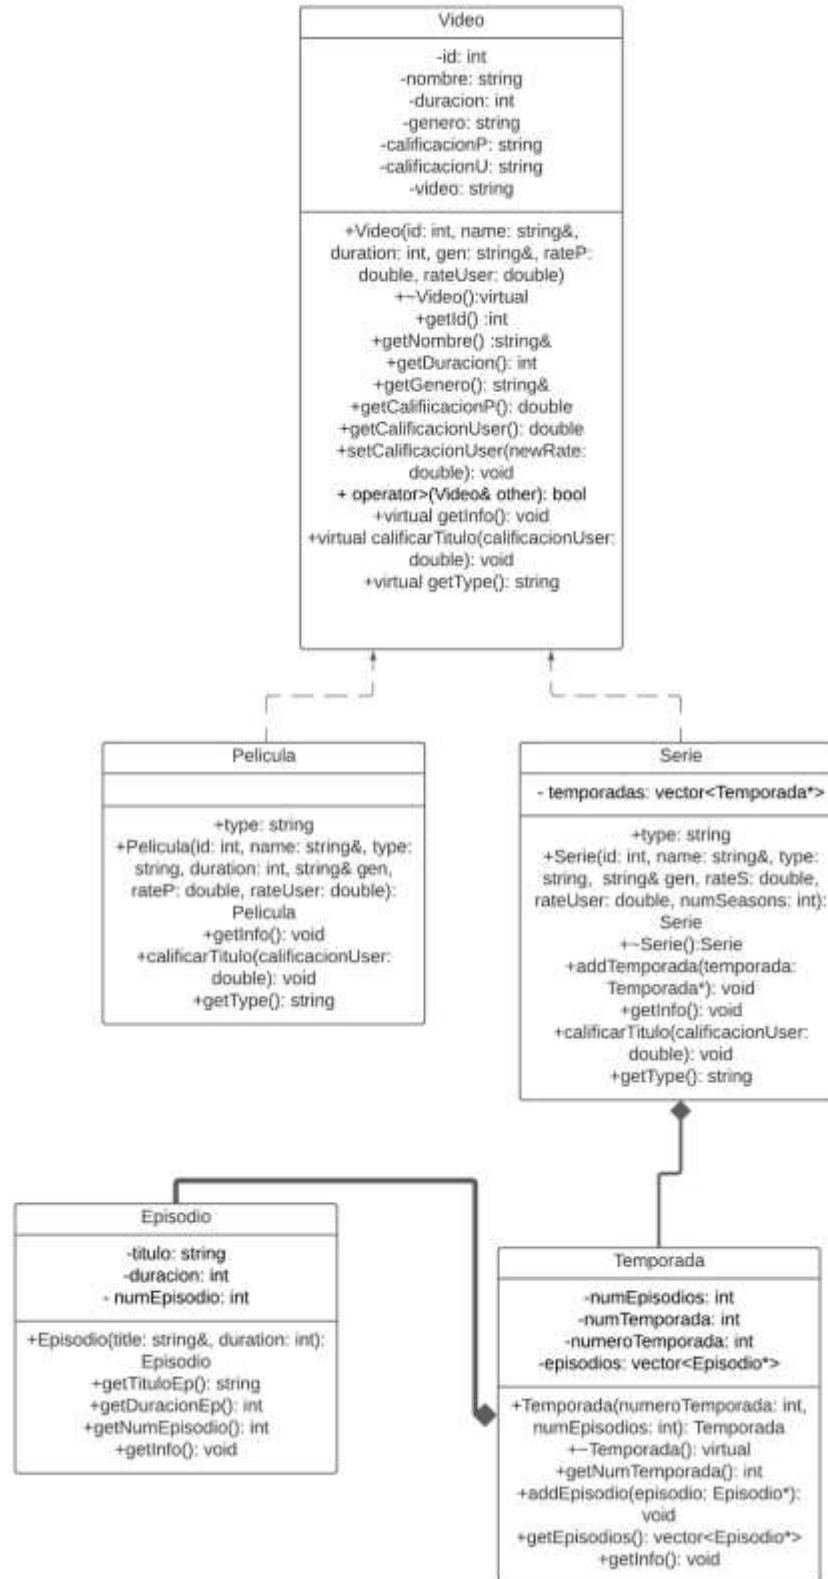 Video
-id: int
-nombre: string
-duracion: int
-genero: string
-calificacionP: string
-calificacionU: string
-video: string
+Video(id: int, name: string&,
duration: int, gen: string&, rateP:
double, rateUser: double)
+~Video():virtual
+getId() :int
+getNombre() :string&
+getDuracion(): int
+getGenero(): string&
+getCalifiicacionP(): double
+getCalificacionUser(): double
+setCalificacionUser(newRate:
double): void
+ operator>(Video& other): bool
+virtual getInfo(): void
+virtual calificarTitulo(calificacionUser:
double): void
+virtual getType(): string
Pelicula
+type: string
+Pelicula(id: int, name: string&, type:
string, duration: int, string& gen,
rateP: double, rateUser: double):
Pelicula
+getInfo(): void
+calificarTitulo(calificacionUser:
double): void
+getType(): string
Serie
- temporadas: vector<Temporada*>
+type: string
+Serie(id: int, name: string&, type:
string, string& gen, rateS: double,
rateUser: double, numSeasons: int):
Serie
+~Serie():Serie
+addTemporada(temporada:
Temporada*): void
+getInfo(): void
+calificarTitulo(calificacionUser:
double): void
+getType(): string
Episodio
-titulo: string
-duracion: int
- numEpisodio: int
+Episodio(title: string&, duration: int):
Episodio
+getTituloEp(): string
+getDuracionEp(): int
+getNumEpisodio(): int
+getInfo(): void
Temporada
-numEpisodios: int
-numTemporada: int
-numeroTemporada: int
-episodios: vector<Episodio*>
+Temporada(numeroTemporada: int,
numEpisodios: int): Temporada
+~Temporada(): virtual
+getNumTemporada(): int
+addEpisodio(episodio: Episodio*):
void
+getEpisodios(): vector<Episodio*>
+getInfo(): void